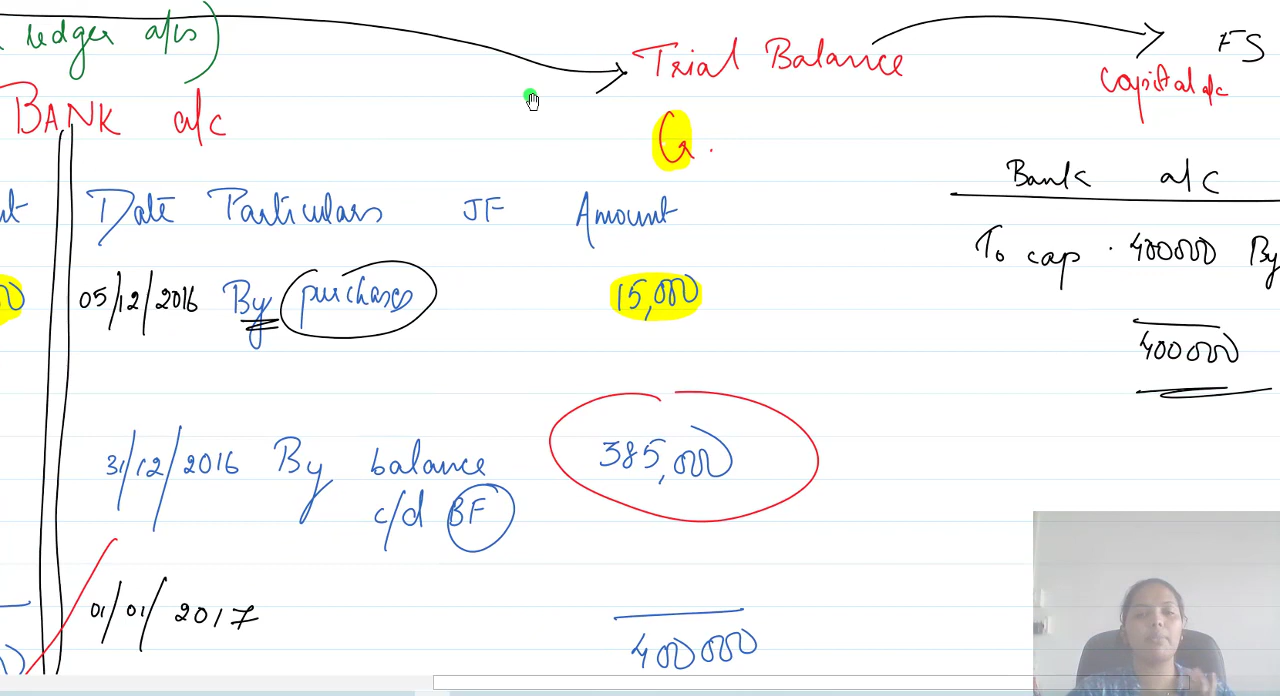 ledger a/cs)
Trial Balance
FS
capital a/c
BANK a/c
Cr.
Bank a/c
Date Particulars JF Amount
To cap. 400000 By
05/12/2016 By purchases 15,000
400000
31/12/2016 By balance 385,000
c/d BF
01/01/2017
400000